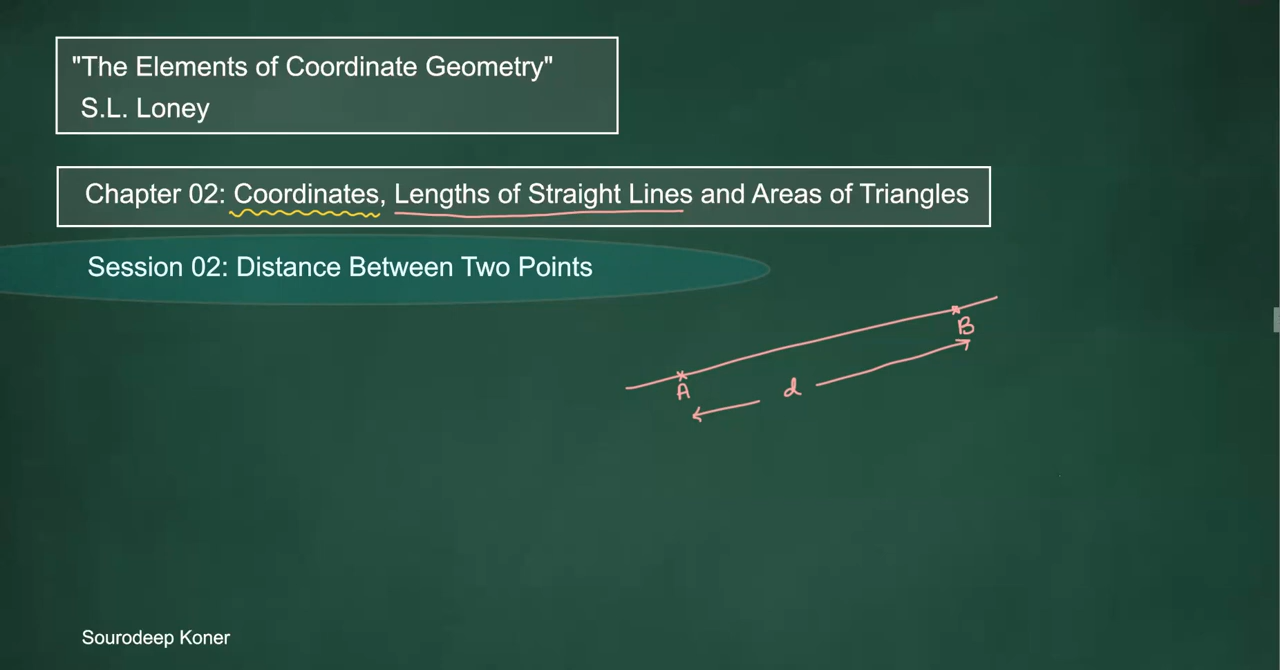 "The Elements of Coordinate Geometry"
S.L. Loney
Chapter 02: Coordinates, Lengths of Straight Lines and Areas of Triangles
Session 02: Distance Between Two Points
B
A
d
Sourodeep Koner